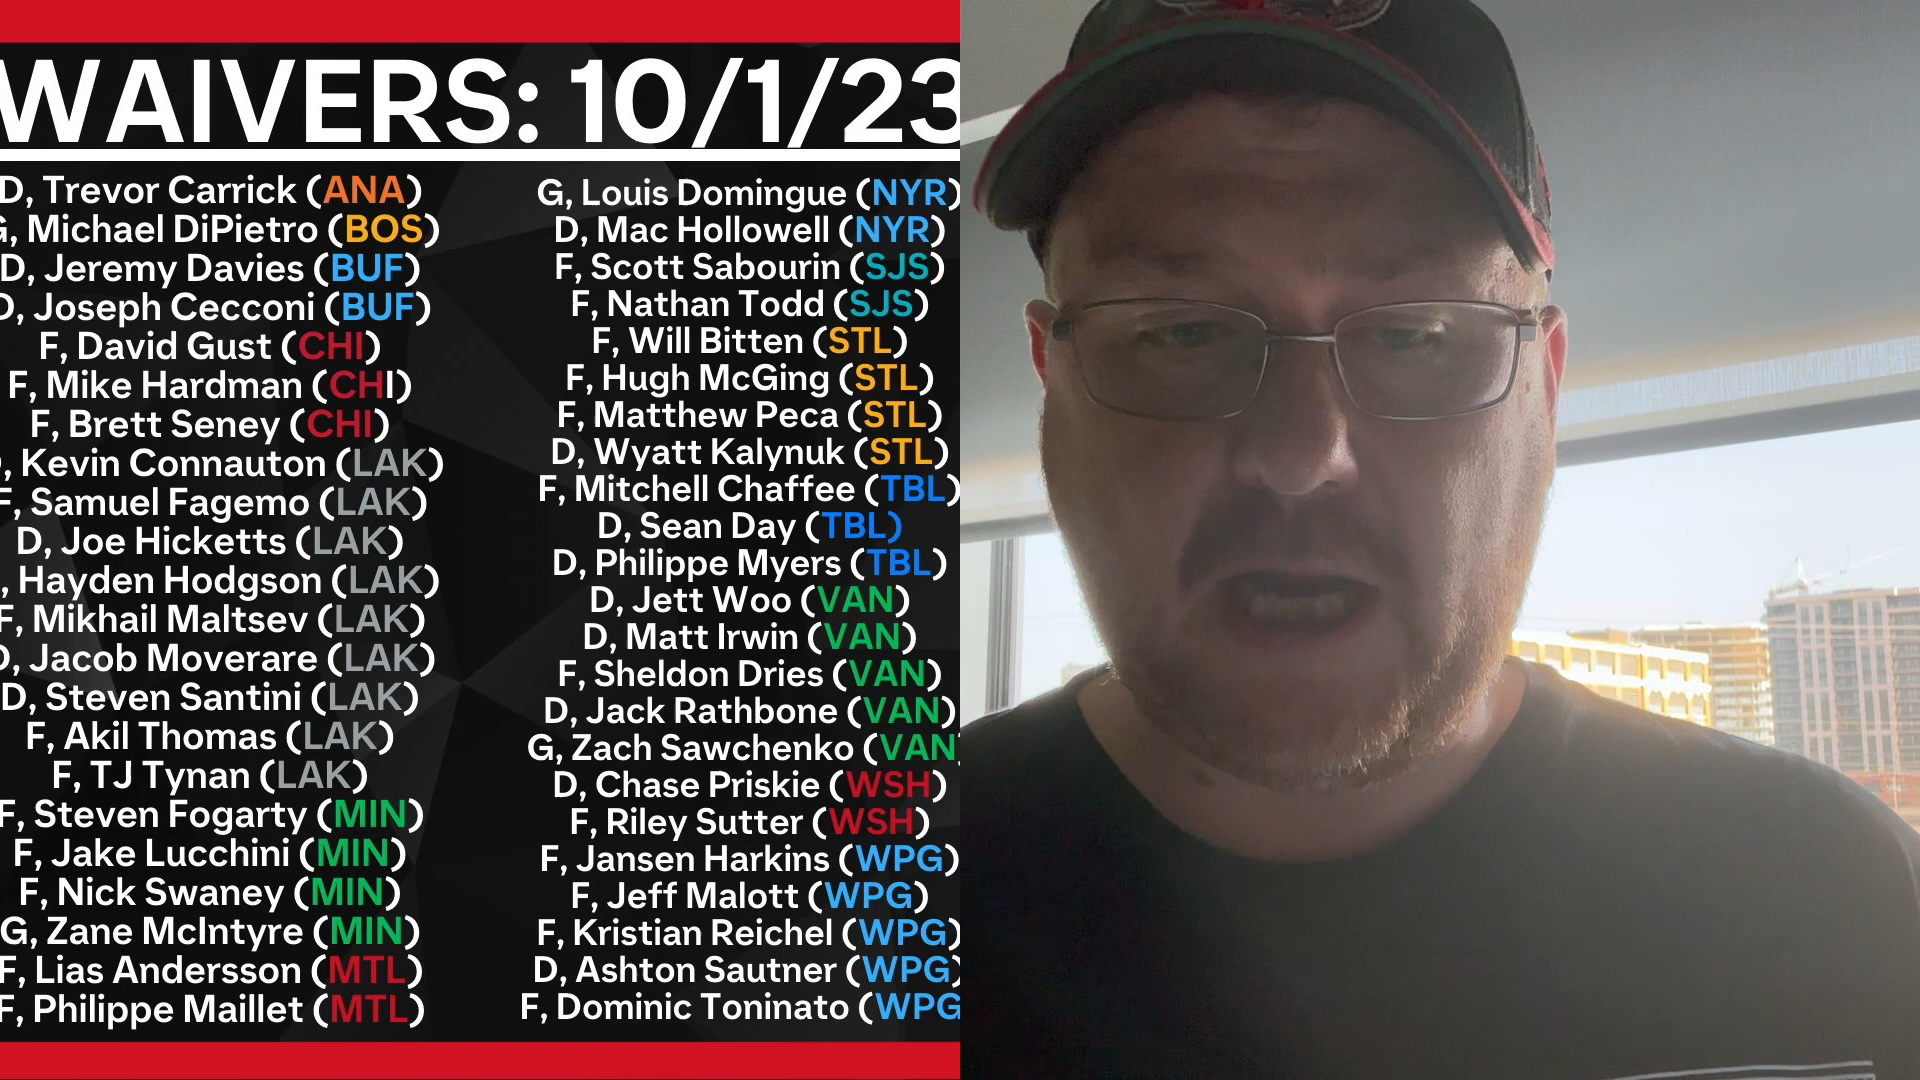 WAIVERS: 10/1/23
D, Trevor Carrick (ANA)
G, Michael DiPietro (BOS)
D, Jeremy Davies (BUF)
D, Joseph Cecconi (BUF)
F, David Gust (CHI)
F, Mike Hardman (CHI)
F, Brett Seney (CHI)
, Kevin Connauton (LAK)
F, Samuel Fagemo (LAK)
D, Joe Hicketts (LAK)
, Hayden Hodgson (LAK)
F, Mikhail Maltsev (LAK)
D, Jacob Moverare (LAK)
D, Steven Santini (LAK)
F, Akil Thomas (LAK)
F, TJ Tynan (LAK)
F, Steven Fogarty (MIN)
F, Jake Lucchini (MIN)
F, Nick Swaney (MIN)
G, Zane McIntyre (MIN)
F, Lias Andersson (MTL)
F, Philippe Maillet (MTL)
G, Louis Domingue (NYR)
D, Mac Hollowell (NYR)
F, Scott Sabourin (SJS)
F, Nathan Todd (SJS)
F, Will Bitten (STL)
F, Hugh McGing (STL)
F, Matthew Peca (STL)
D, Wyatt Kalynuk (STL)
F, Mitchell Chaffee (TBL)
D, Sean Day (TBL)
D, Philippe Myers (TBL)
D, Jett Woo (VAN)
D, Matt Irwin (VAN)
F, Sheldon Dries (VAN)
D, Jack Rathbone (VAN)
G, Zach Sawchenko (VAN)
D, Chase Priskie (WSH)
F, Riley Sutter (WSH)
F, Jansen Harkins (WPG)
F, Jeff Malott (WPG)
F, Kristian Reichel (WPG)
D, Ashton Sautner (WPG)
F, Dominic Toninato (WPG